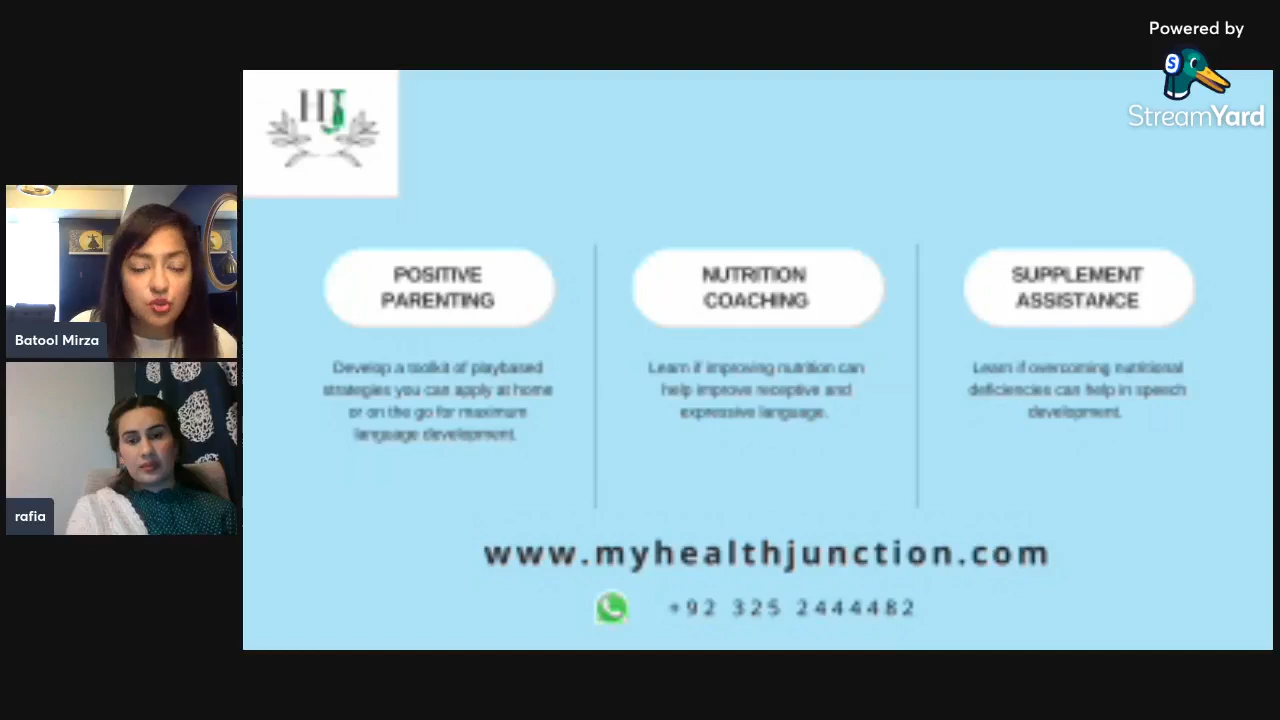 Powered by
StreamYard
HJ
POSITIVE
PARENTING
Develop a toolkit of playbased
strategies you can apply at home
or on the go for maximum
language development.
NUTRITION
COACHING
Learn if improving nutrition can
help improve receptive and
expressive language.
SUPPLEMENT
ASSISTANCE
Learn if overcoming nutritional
deficiencies can help in speech
development.
www.myhealthjunction.com
+92 325 2444482
Batool Mirza
rafia